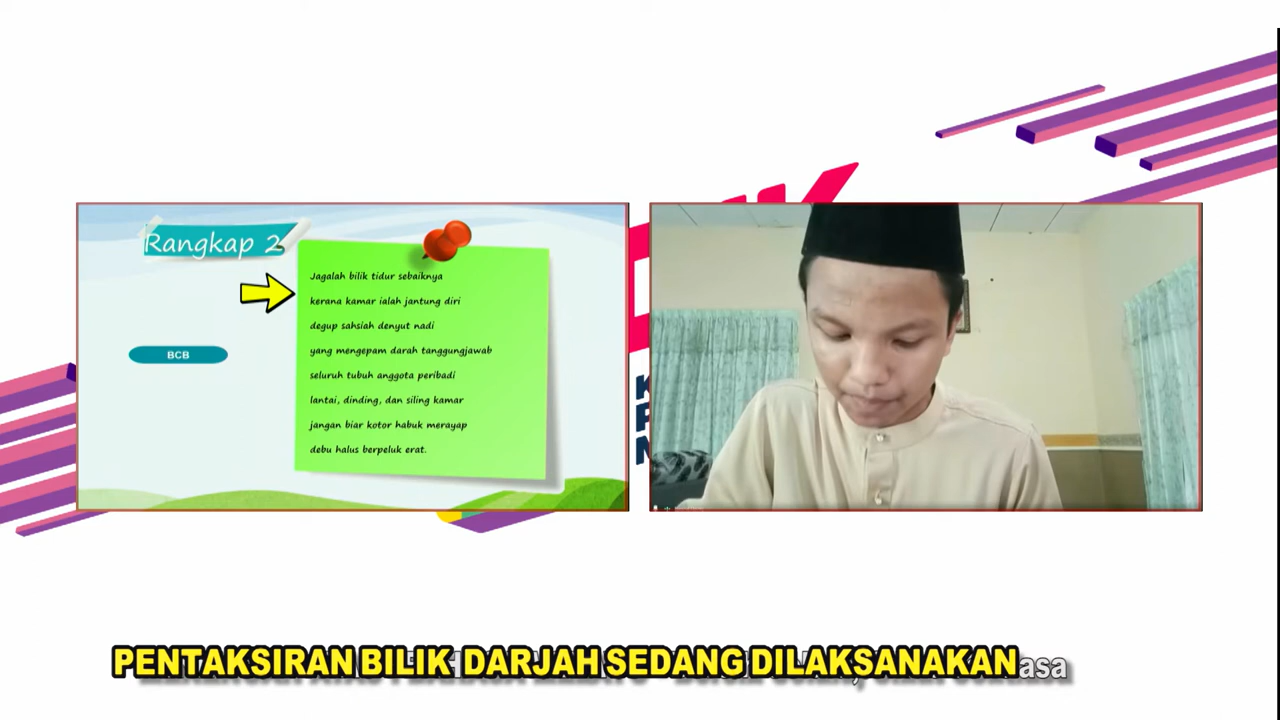 Rangkap 2
Jagalah bilik tidur sebaiknya
kerana kamar ialah jantung diri
degup sahsiah denyut nadi
yang mengepam darah tanggungjawab
seluruh tubuh anggota peribadi
lantai, dinding, dan siling kamar
jangan biar kotor habuk merayap
debu halus berpeluk erat.
BCB
PENTAKSIRAN BILIK DARJAH SEDANG DILAKSANAKAN